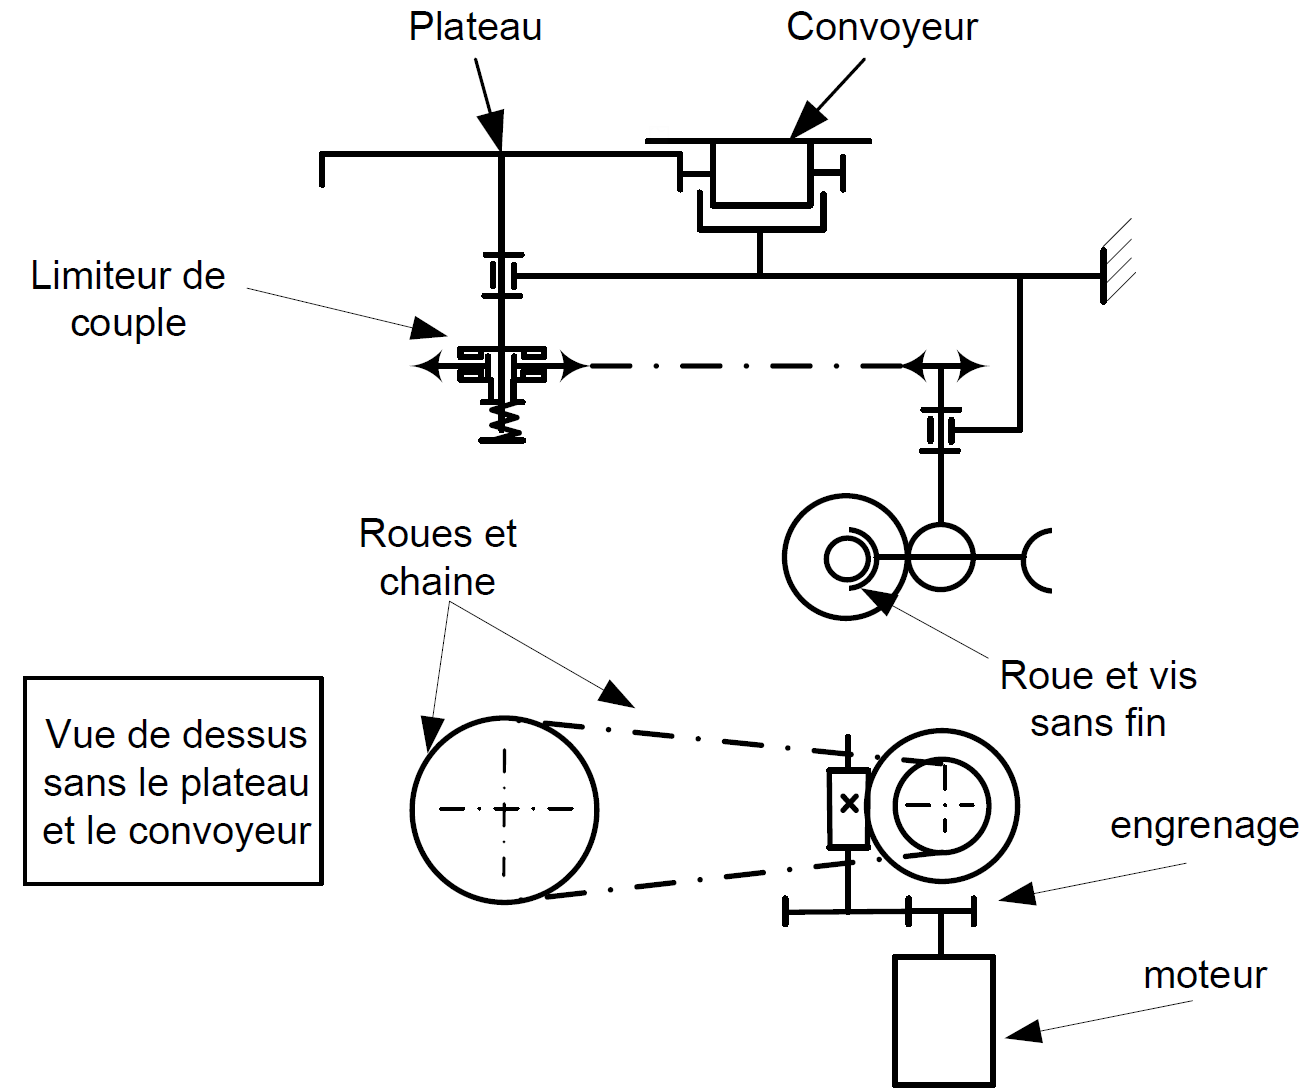 Plateau
Convoyeur
Limiteur de
couple
Roues et
chaine
Roue et vis
sans fin
Vue de dessus
sans le plateau
et le convoyeur
engrenage
moteur